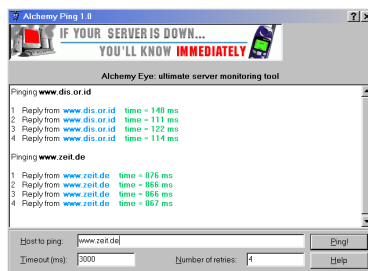 Alchemy Ping 1.0
IF YOUR SERVER IS DOWN...
YOU'LL KNOW IMMEDIATELY
Alchemy Eye: ultimate server monitoring tool
Pinging www.dis.or.id
1 Reply from www.dis.or.id time = 148 ms
2 Reply from www.dis.or.id time = 111 ms
3 Reply from www.dis.or.id time = 122 ms
4 Reply from www.dis.or.id time = 114 ms
Pinging www.zeit.de
1 Reply from www.zeit.de time = 876 ms
2 Reply from www.zeit.de time = 866 ms
3 Reply from www.zeit.de time = 866 ms
4 Reply from www.zeit.de time = 867 ms
Host to ping: www.zeit.de Ping!
Timeout (ms): 3000 Number of retries: 4 Help